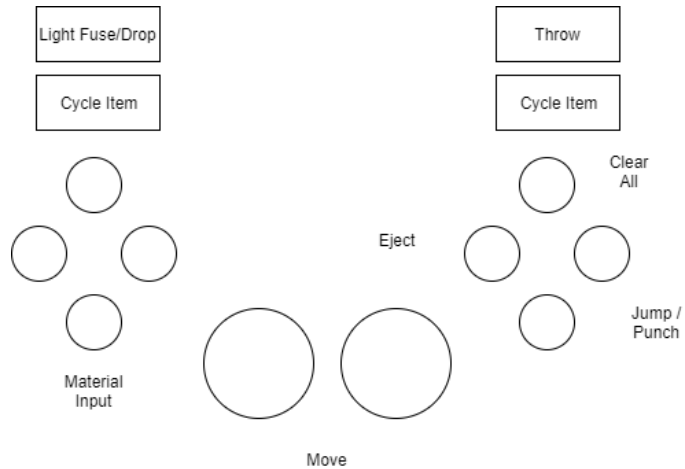 Light Fuse/Drop
Throw
Cycle Item
Cycle Item
Clear
All
Eject
Jump /
Punch
Material
Input
Move